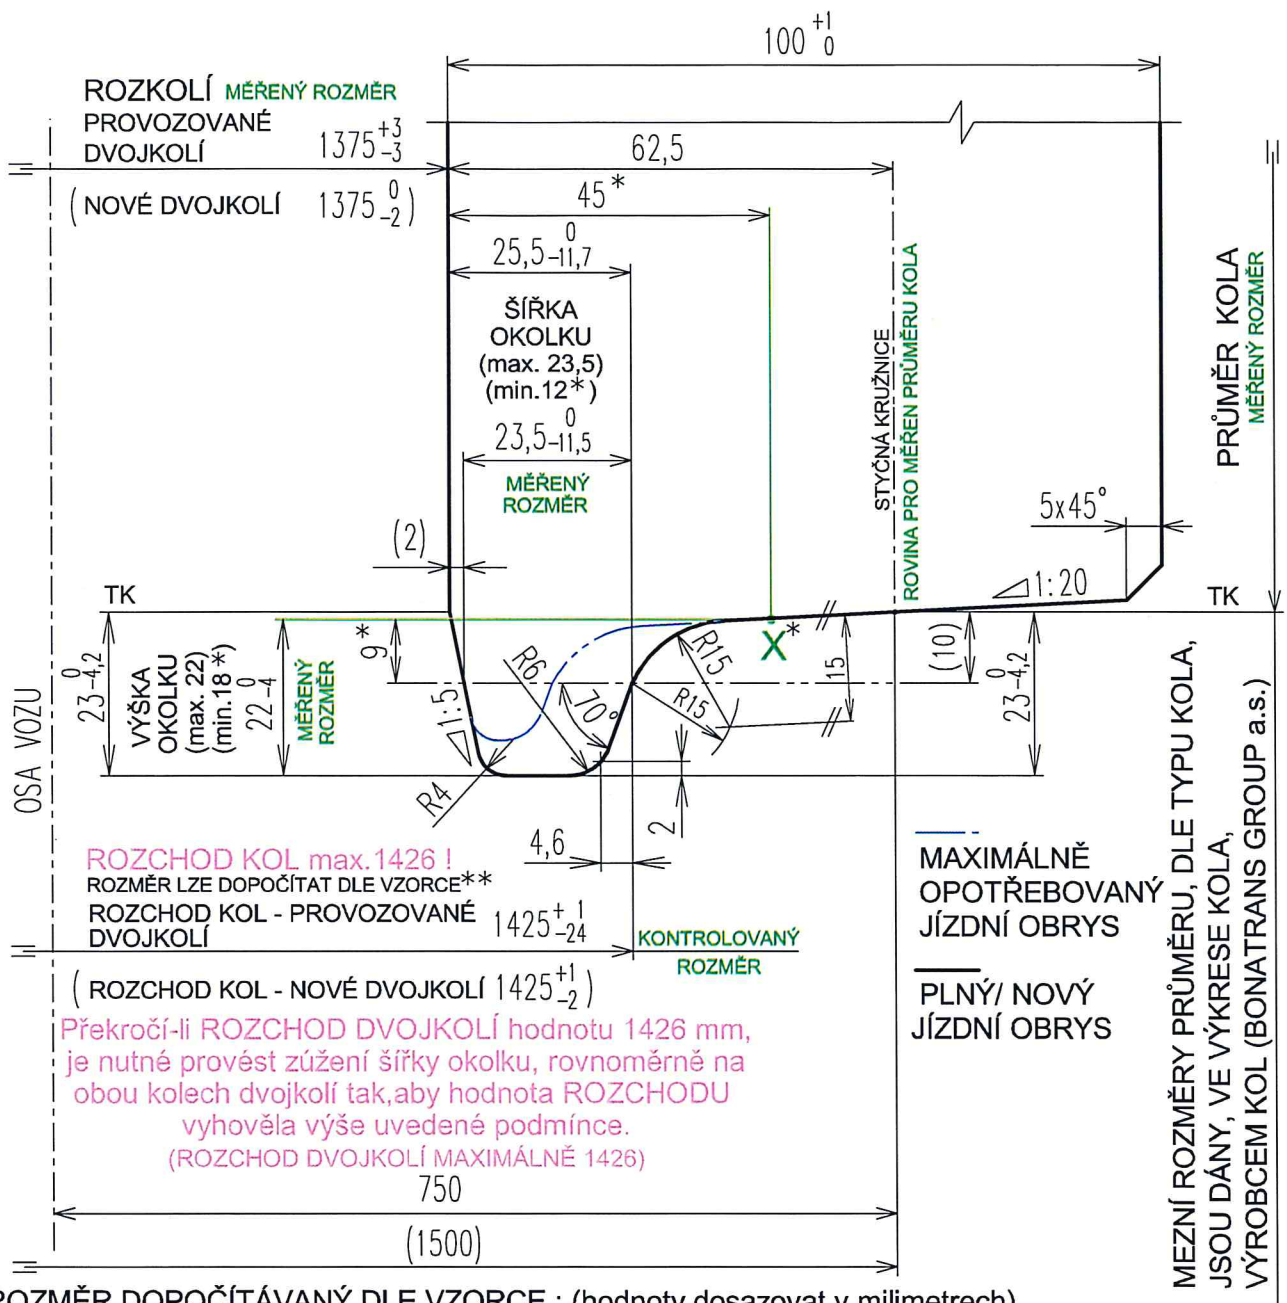 100 +1 0
ROZKOLÍ MĚŘENÝ ROZMĚR
PROVOZOVANÉ
DVOJKOLÍ 1375 +3 -3
62,5
( NOVÉ DVOJKOLÍ 1375 0 -2 )
45*
25,5 0 -11,7
ŠÍŘKA
OKOLKU
(max. 23,5)
(min.12*)
23,5 0 -11,5
MĚŘENÝ
ROZMĚR
STYČNÁ KRUŽNICE
ROVINA PRO MĚŘEN PRŮMĚRU KOLA
PRŮMĚR KOLA
MĚŘENÝ ROZMĚR
5x45°
(2)
1:20
TK
TK
9*
X*
23 0 -4,2
VÝŠKA
OKOLKU
(max. 22)
(min.18*)
22 0 -4
MĚŘENÝ
ROZMĚR
1:5
R6
70°
R15
R15
15
(10)
23 0 -4,2
R4
4,6
2
OSA VOZU
ROZCHOD KOL max.1426 !
ROZMĚR LZE DOPOČÍTAT DLE VZORCE**
ROZCHOD KOL - PROVOZOVANÉ
DVOJKOLÍ 1425 +1 -24
KONTROLOVANÝ
ROZMĚR
( ROZCHOD KOL - NOVÉ DVOJKOLÍ 1425 +1 -2 )
Překročí-li ROZCHOD DVOJKOLÍ hodnotu 1426 mm,
je nutné provést zúžení šířky okolku, rovnoměrně na
obou kolech dvojkolí tak,aby hodnota ROZCHODU
vyhověla výše uvedené podmínce.
(ROZCHOD DVOJKOLÍ MAXIMÁLNĚ 1426)
MAXIMÁLNĚ
OPOTŘEBOVANÝ
JÍZDNÍ OBRYS
PLNÝ/ NOVÝ
JÍZDNÍ OBRYS
MEZNÍ ROZMĚRY PRŮMĚRU, DLE TYPU KOLA,
JSOU DÁNY, VE VÝKRESE KOLA,
VÝROBCEM KOL (BONATRANS GROUP a.s.)
750
(1500)
ROZMĚR DOPOČÍTÁVANÝ DLE VZORCE : (hodnoty dosazovat v milimetrech)